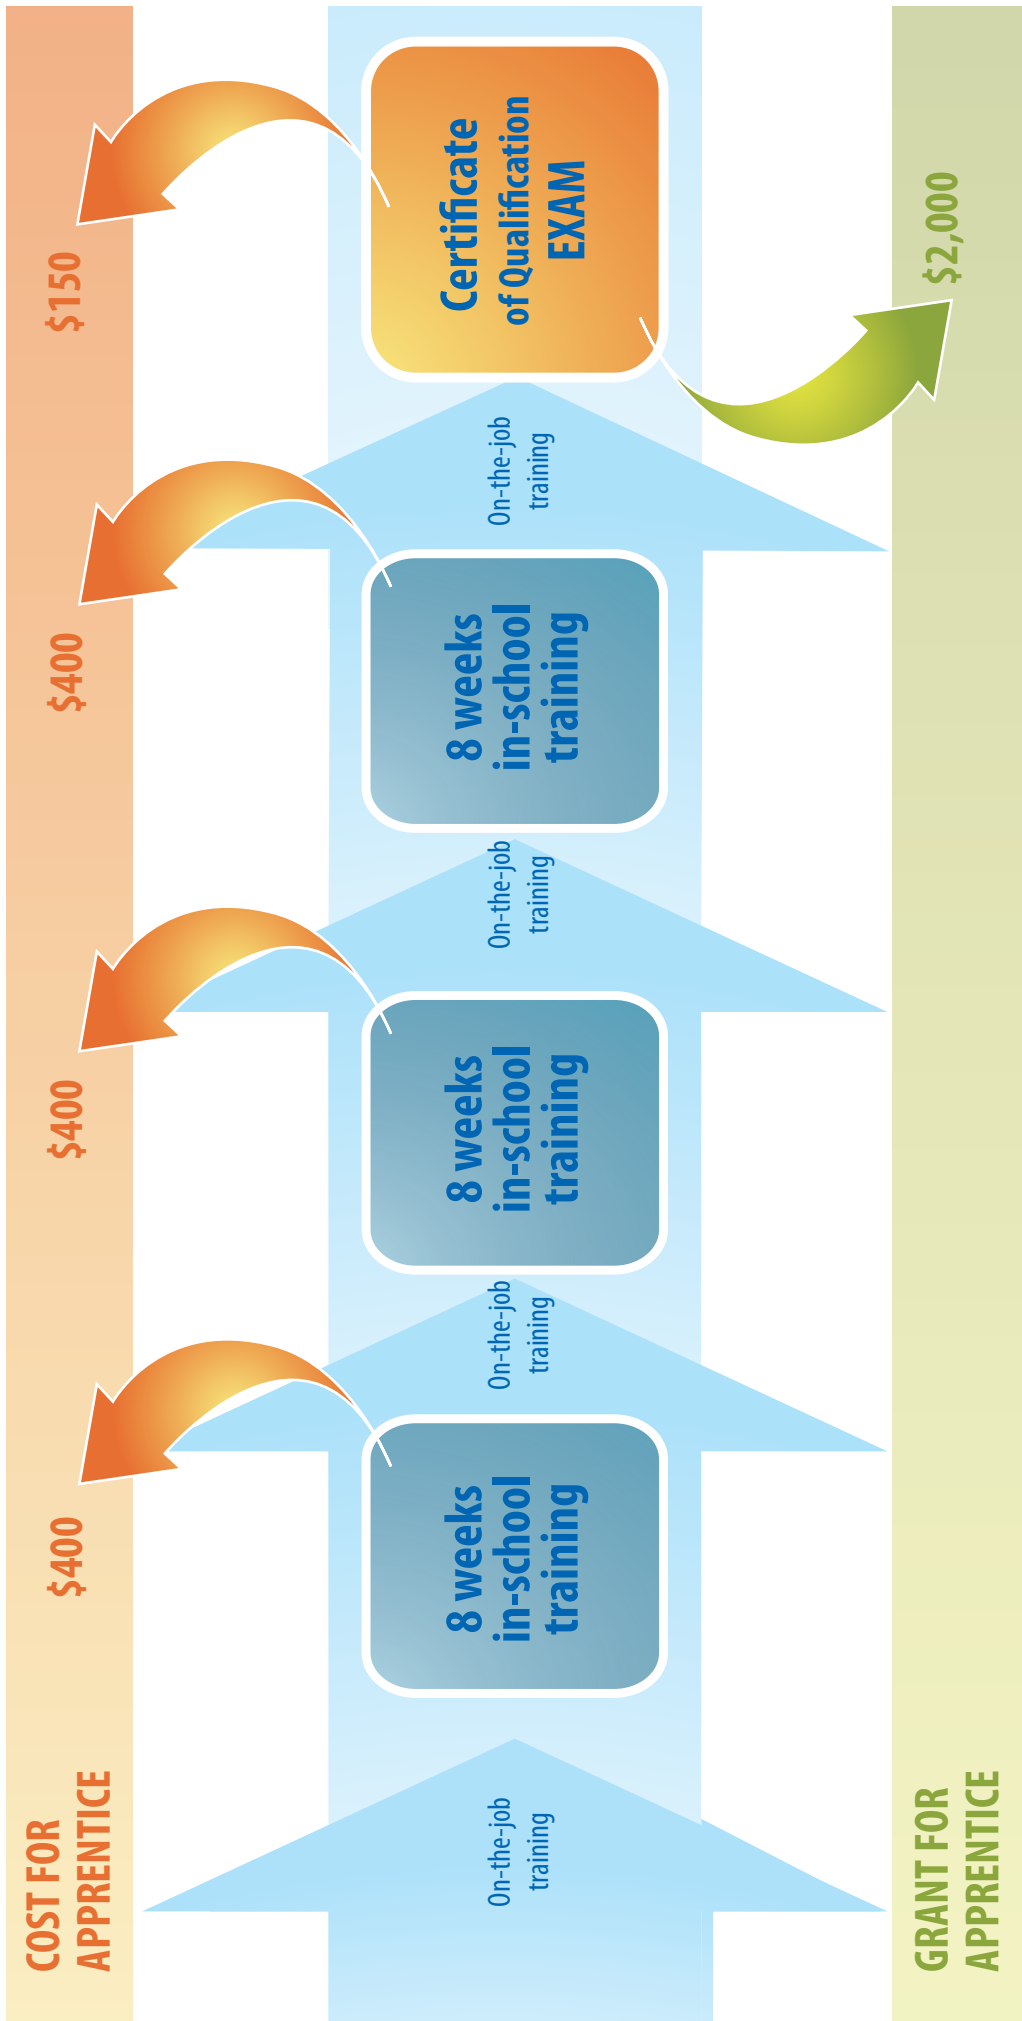 COST FOR
APPRENTICE
$400
$400
$400
$150
On-the-job
training
8 weeks
in-school
training
On-the-job
training
8 weeks
in-school
training
On-the-job
training
8 weeks
in-school
training
On-the-job
training
Certificate
of Qualification
EXAM
GRANT FOR
APPRENTICE
$2,000